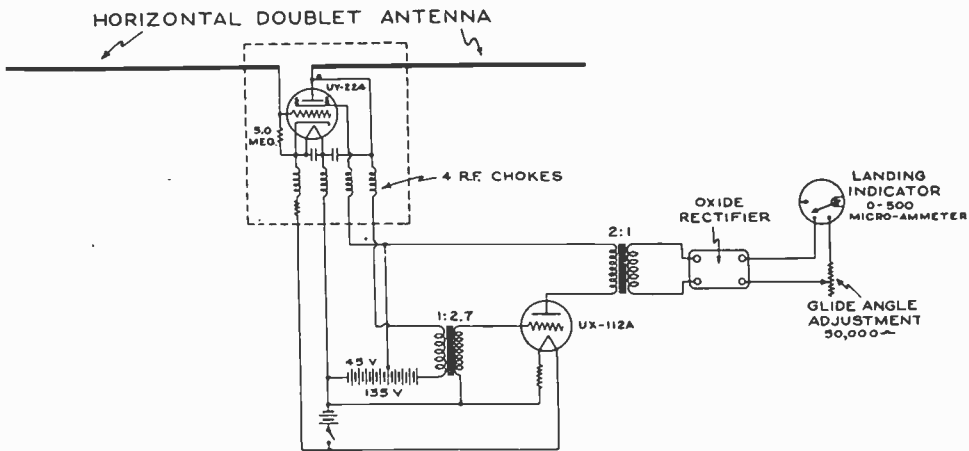 HORIZONTAL DOUBLET ANTENNA
UY-224
5.0
MEG.
4 R.F. CHOKES
LANDING
INDICATOR
0-500
MICRO-AMMETER
OXIDE
RECTIFIER
2:1
GLIDE ANGLE
ADJUSTMENT
50,000~
1:2.7
UX-112A
45 V
135 V